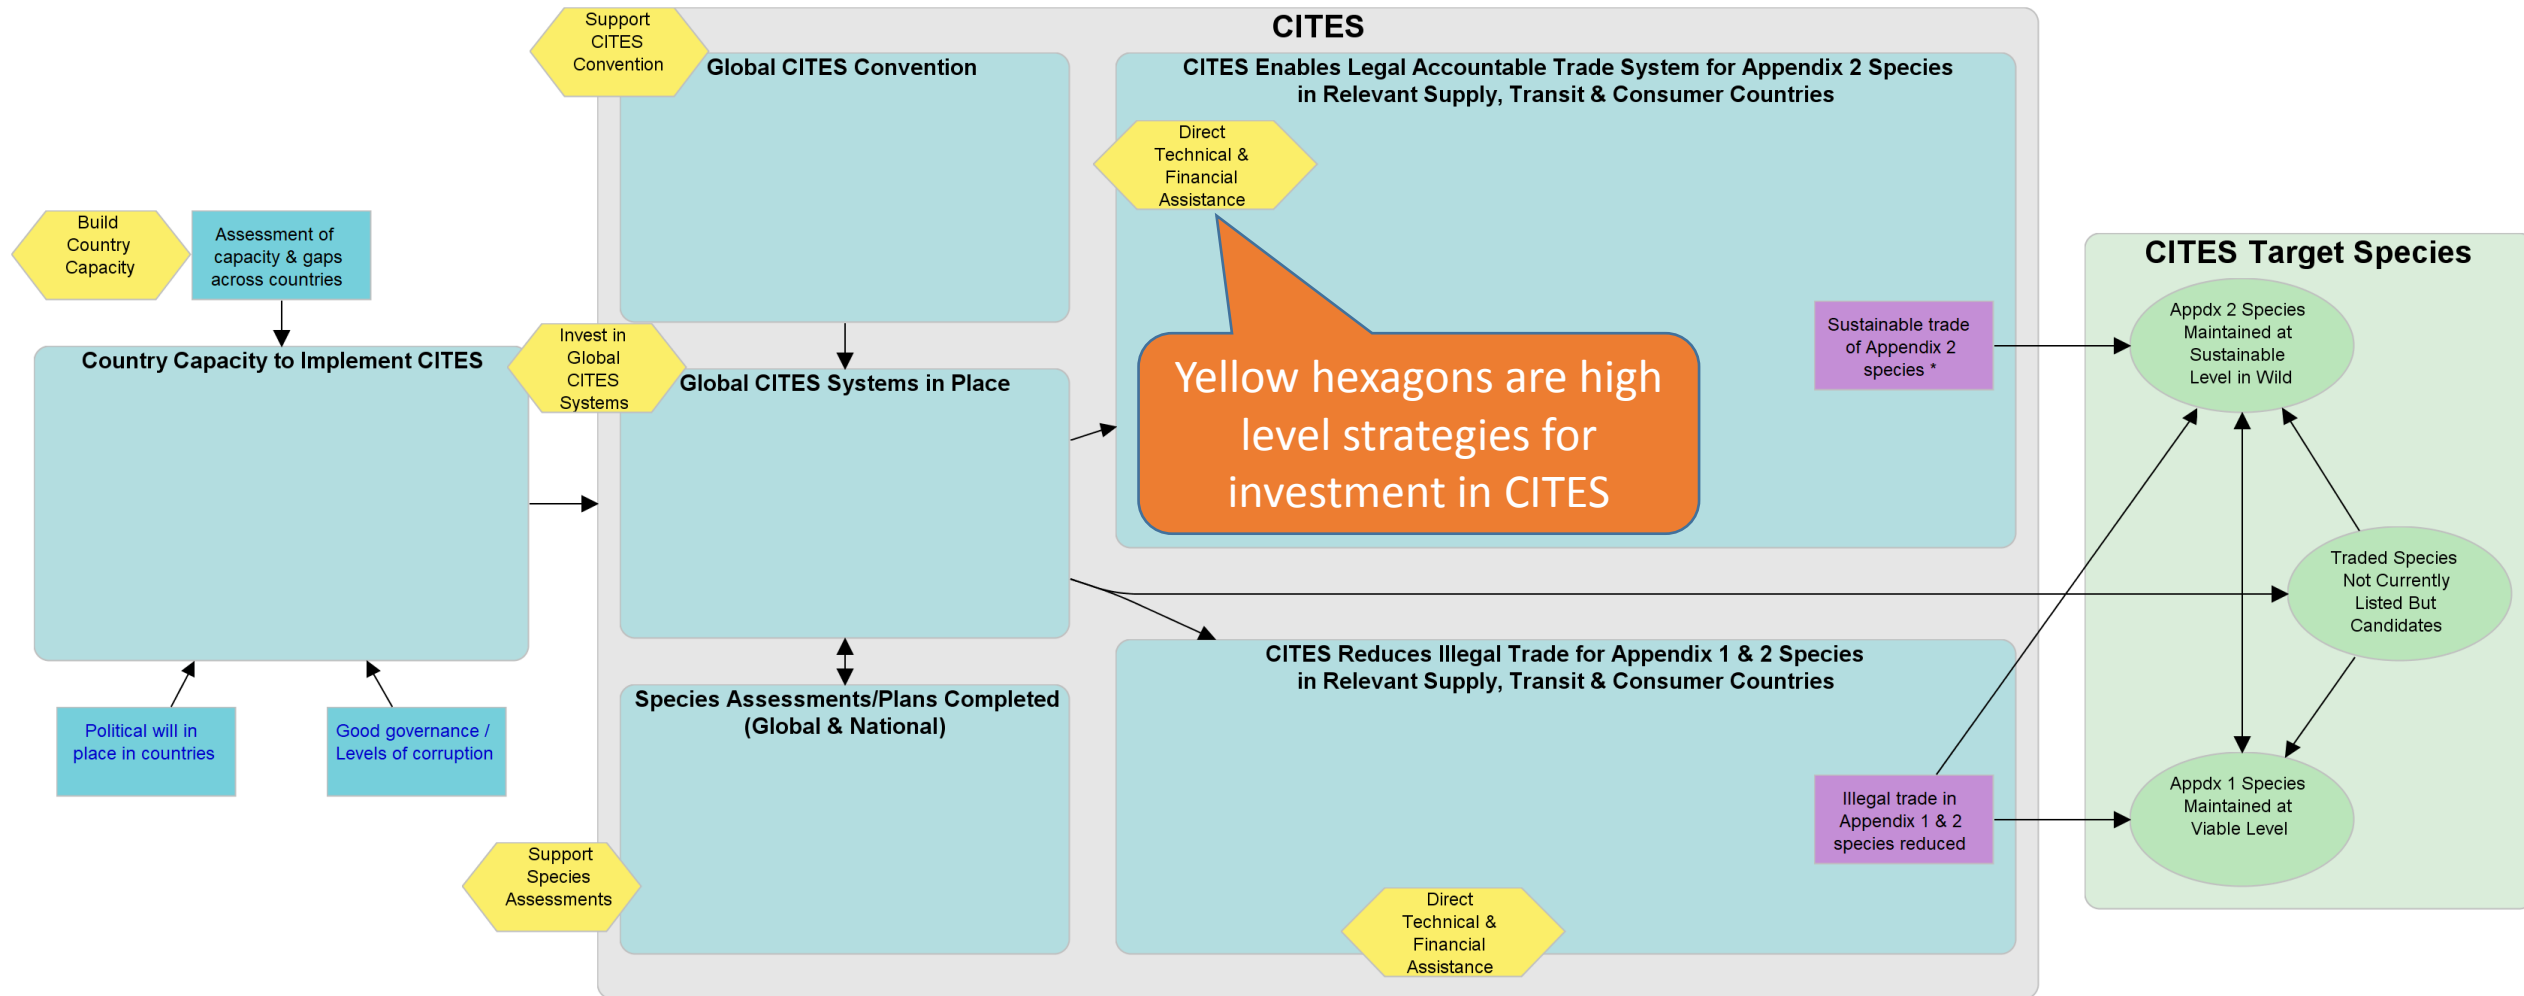 CITES
Support
CITES
Convention
Global CITES Convention
CITES Enables Legal Accountable Trade System for Appendix 2 Species
in Relevant Supply, Transit & Consumer Countries
Direct
Technical &
Financial
Assistance
Build
Country
Capacity
Assessment of
capacity & gaps
across countries
Country Capacity to Implement CITES
Invest in
Global
CITES
Systems
Global CITES Systems in Place
Yellow hexagons are high
level strategies for
investment in CITES
Sustainable trade
of Appendix 2
species *
CITES Target Species
Appdx 2 Species
Maintained at
Sustainable
Level in Wild
Traded Species
Not Currently
Listed But
Candidates
Political will in
place in countries
Good governance /
Levels of corruption
Species Assessments/Plans Completed
(Global & National)
CITES Reduces Illegal Trade for Appendix 1 & 2 Species
in Relevant Supply, Transit & Consumer Countries
Illegal trade in
Appendix 1 & 2
species reduced
Appdx 1 Species
Maintained at
Viable Level
Support
Species
Assessments
Direct
Technical &
Financial
Assistance